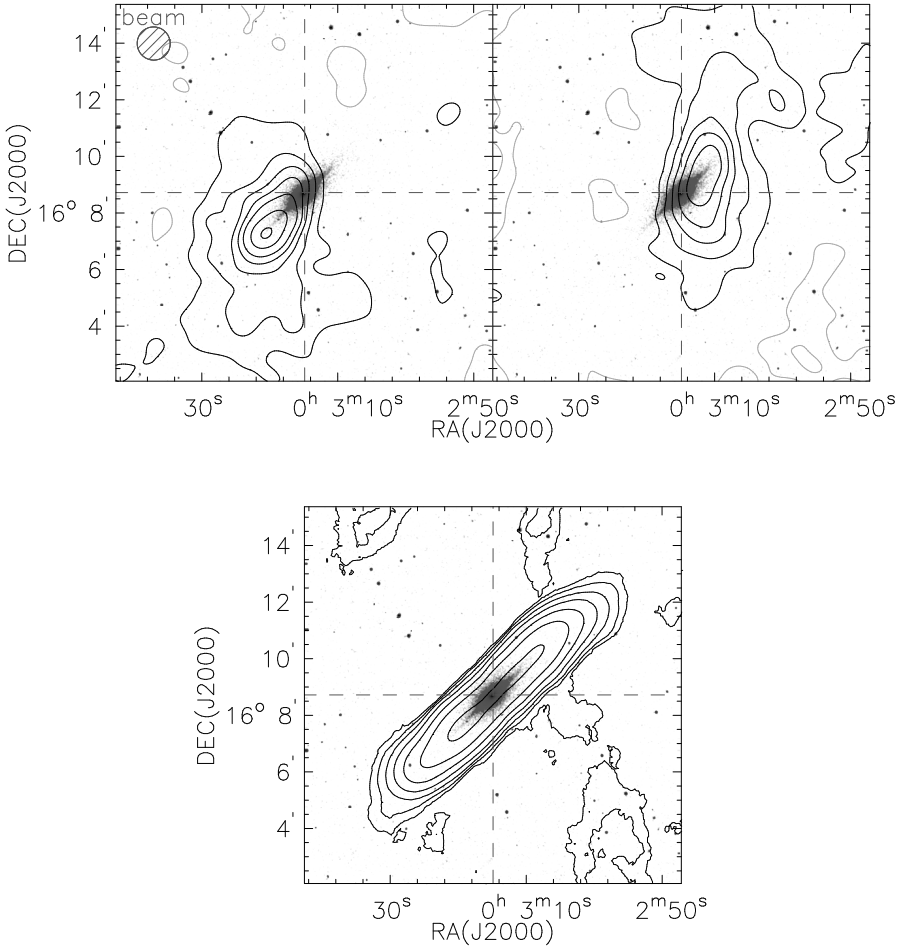 beam
14'
12'
10'
DEC(J2000)
16° 8'
6'
4'
30ˢ 0ʰ 3ᵐ10ˢ 2ᵐ50ˢ
30ˢ 0ʰ 3ᵐ10ˢ 2ᵐ50ˢ
RA(J2000)
14'
12'
10'
DEC(J2000)
16° 8'
6'
4'
30ˢ 0ʰ 3ᵐ10ˢ 2ᵐ50ˢ
RA(J2000)